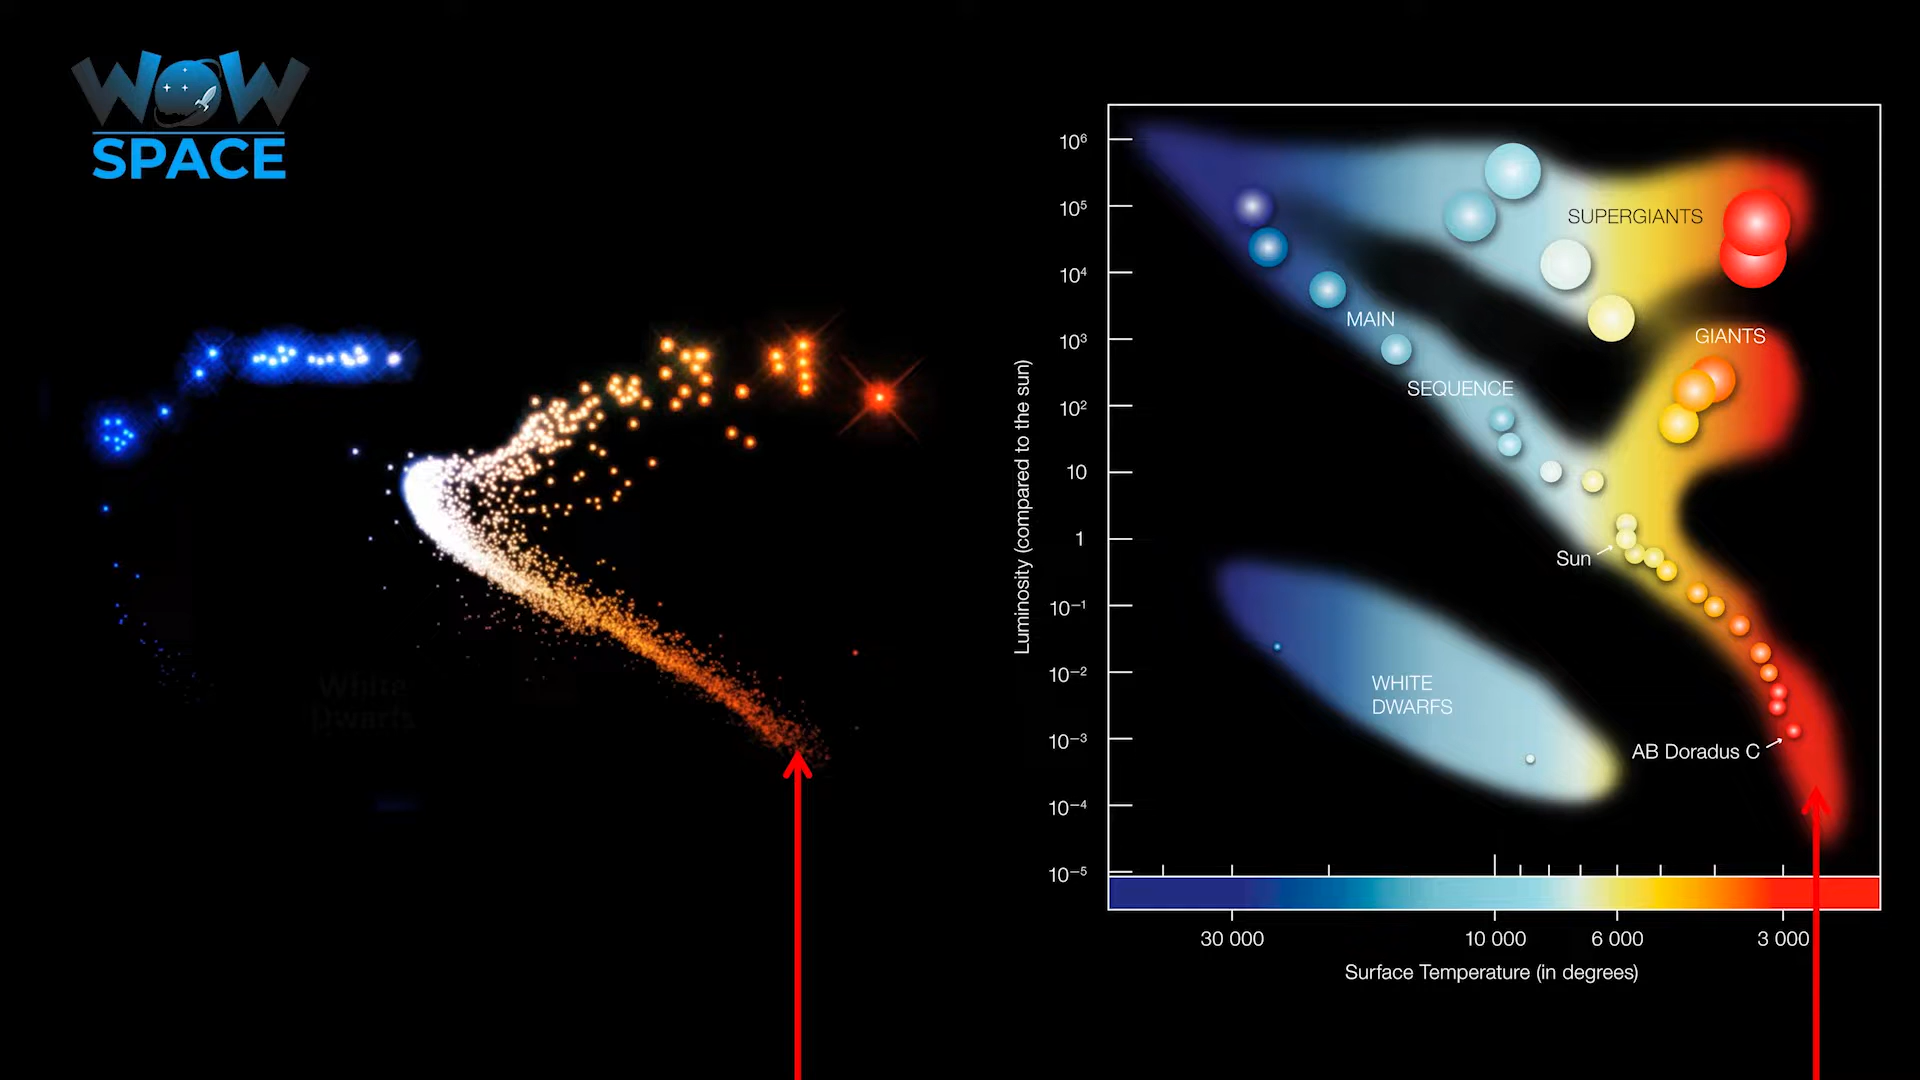 WOW
SPACE
White
Dwarfs
10⁶
10⁵
10⁴
10³
10²
10
1
10⁻¹
10⁻²
10⁻³
10⁻⁴
10⁻⁵
Luminosity (compared to the sun)
SUPERGIANTS
MAIN
GIANTS
SEQUENCE
Sun
WHITE
DWARFS
AB Doradus C
30 000
10 000
6 000
3 000
Surface Temperature (in degrees)